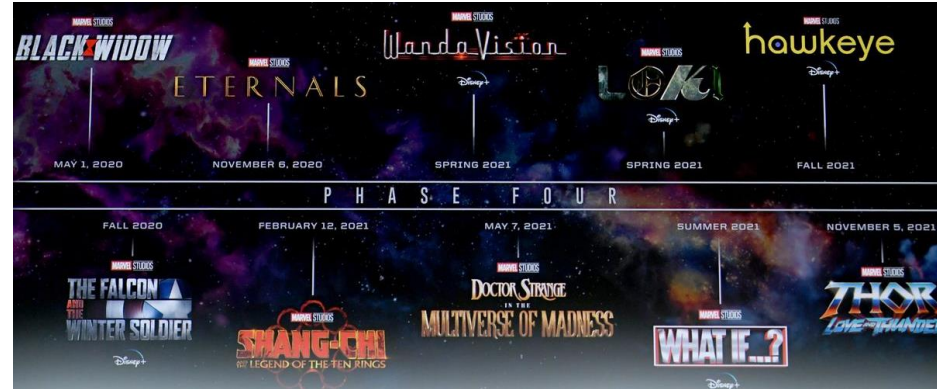 MARVEL STUDIOS
BLACK WIDOW
MAY 1, 2020
MARVEL STUDIOS
ETERNALS
NOVEMBER 6, 2020
MARVEL STUDIOS
WandaVision
Disney+
SPRING 2021
MARVEL STUDIOS
LOKI
Disney+
SPRING 2021
MARVEL STUDIOS
hawkeye
Disney+
FALL 2021
PHASE FOUR
FALL 2020
MARVEL STUDIOS
THE FALCON
AND THE
WINTER SOLDIER
Disney+
FEBRUARY 12, 2021
MARVEL STUDIOS
SHANG-CHI
AND THE LEGEND OF THE TEN RINGS
MAY 7, 2021
MARVEL STUDIOS
DOCTOR STRANGE
IN THE
MULTIVERSE OF MADNESS
SUMMER 2021
MARVEL STUDIOS
WHAT IF...?
Disney+
NOVEMBER 5, 2021
MARVEL STUDIOS
THOR
LOVE AND THUNDE